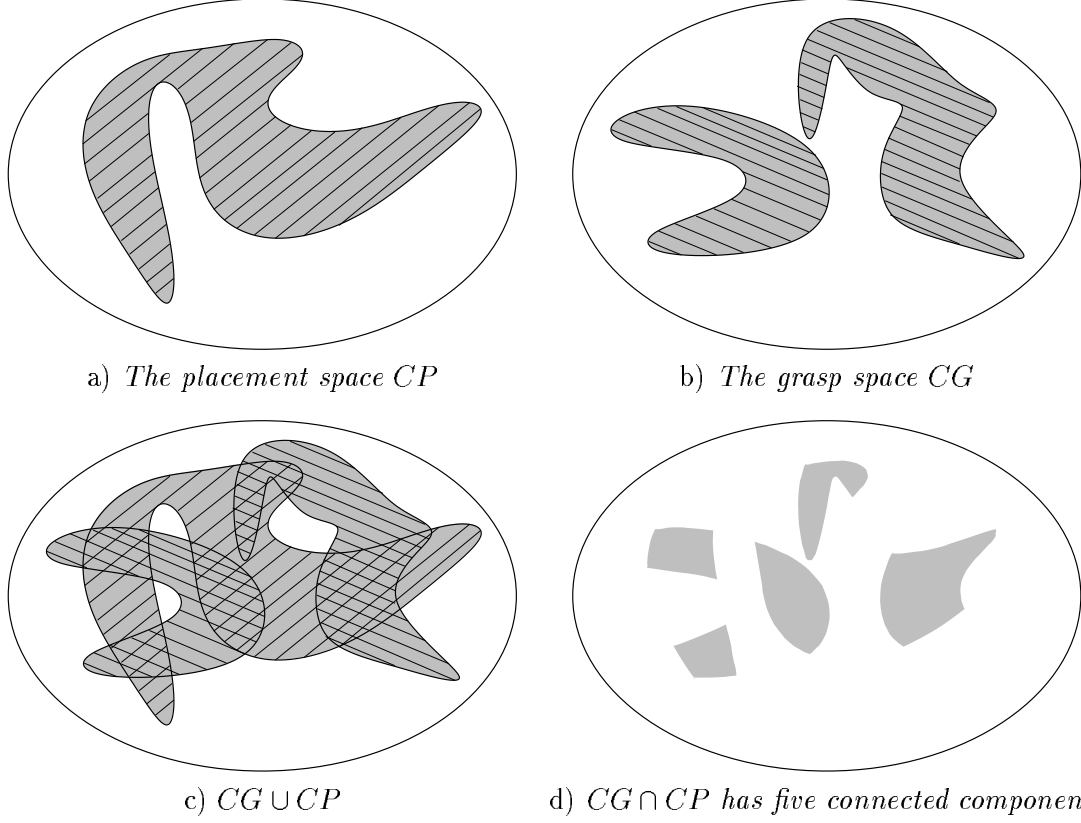 a) The placement space CP
b) The grasp space CG
c) CG ∪ CP
d) CG ∩ CP has five connected componen